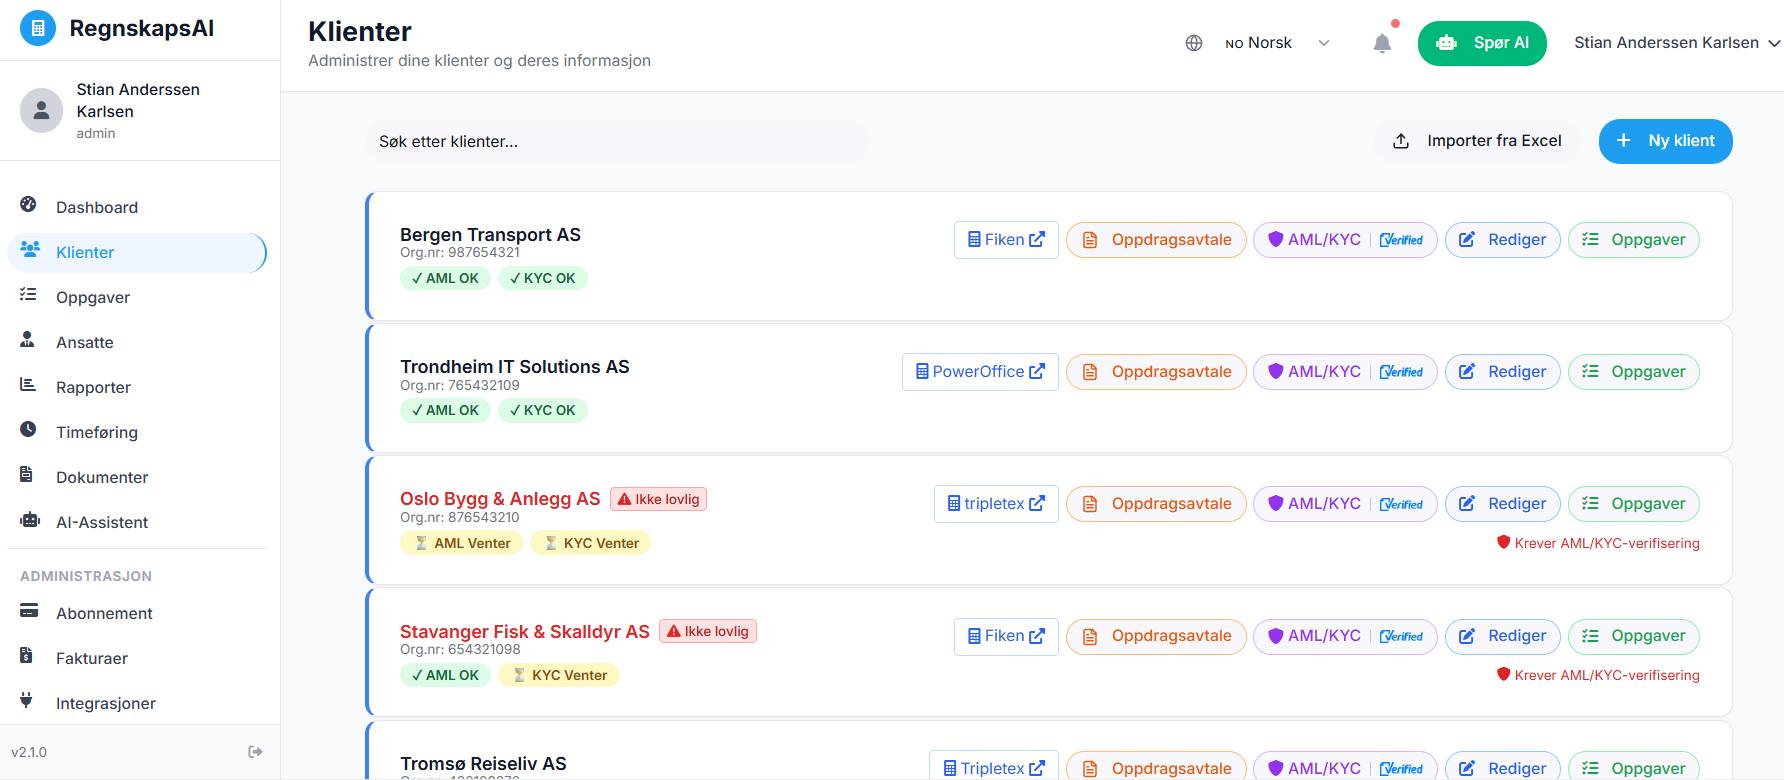 RegnskapsAI
Stian Anderssen
Karlsen
admin
Dashboard
Klienter
Oppgaver
Ansatte
Rapporter
Timeføring
Dokumenter
AI-Assistent
ADMINISTRASJON
Abonnement
Fakturaer
Integrasjoner
v2.1.0
Klienter
Administrer dine klienter og deres informasjon
NO Norsk
Spør AI
Stian Anderssen Karlsen
Søk etter klienter...
Importer fra Excel
+ Ny klient
Bergen Transport AS
Org.nr: 987654321
✓ AML OK ✓ KYC OK
Fiken Oppdragsavtale AML/KYC | Verified Rediger Oppgaver
Trondheim IT Solutions AS
Org.nr: 765432109
✓ AML OK ✓ KYC OK
PowerOffice Oppdragsavtale AML/KYC | Verified Rediger Oppgaver
Oslo Bygg & Anlegg AS Ikke lovlig
Org.nr: 876543210
⏳ AML Venter ⏳ KYC Venter
tripletex Oppdragsavtale AML/KYC | Verified Rediger Oppgaver
Krever AML/KYC-verifisering
Stavanger Fisk & Skalldyr AS Ikke lovlig
Org.nr: 654321098
✓ AML OK ⏳ KYC Venter
Fiken Oppdragsavtale AML/KYC | Verified Rediger Oppgaver
Krever AML/KYC-verifisering
Tromsø Reiseliv AS
Tripletex Oppdragsavtale AML/KYC | Verified Rediger Oppgaver